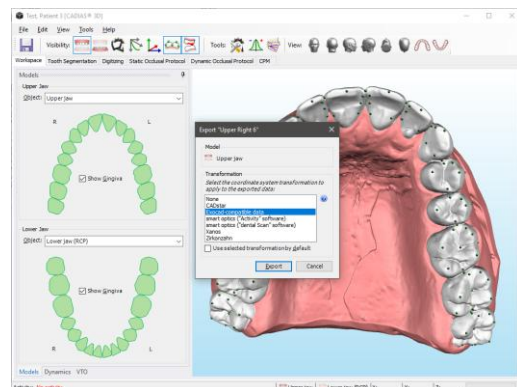 Test, Patient 3 [CADIAS® 3D]
File Edit View Tools Help
Visibility: Tools: View
Workspace Tooth Segmentation Digitizing Static Occlusal Protocol Dynamic Occlusal Protocol CPM
Models
Upper Jaw
Object: Upper Jaw
R L
Show Gingiva
Lower Jaw
Object: Lower Jaw (RCP)
Show Gingiva
R L
Models Dynamics VTO
Export "Upper Right 6"
Model
Upper jaw
Transformation
Select the coordinate system transformation to
apply to the exported data:
None
CADstar
Exocad compatible data
smart optics ("Activity" software)
smart optics ("dental Scan" software)
Xanos
Zirkonzahn
Use selected transformation by default
Export Cancel